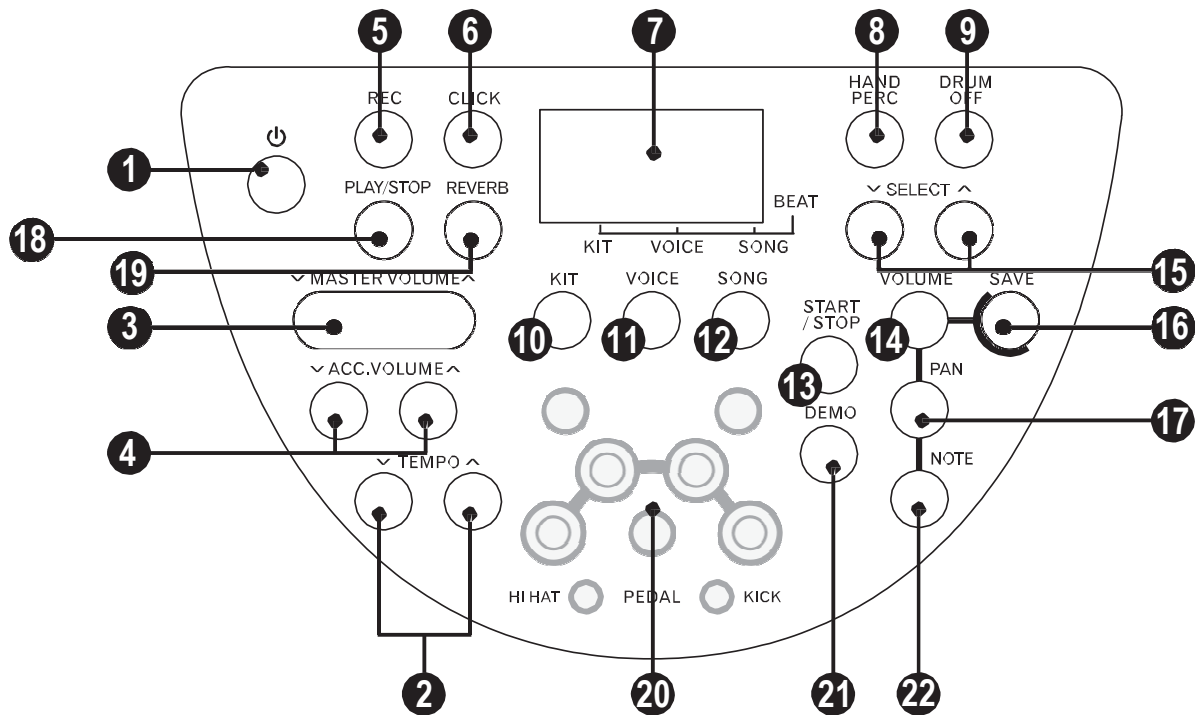 5 6 7 8 9
REC CLICK HAND PERC DRUM OFF
1
PLAY/STOP REVERB ˅ SELECT ˄
BEAT
18
KIT VOICE SONG
19 15
˅ MASTER VOLUME ˄ KIT VOICE SONG VOLUME SAVE
START
/STOP
3 10 11 12 14 16
˅ ACC.VOLUME ˄ PAN
13
DEMO 17
4
˅ TEMPO ˄ NOTE
HI HAT PEDAL KICK
2 20 21 22